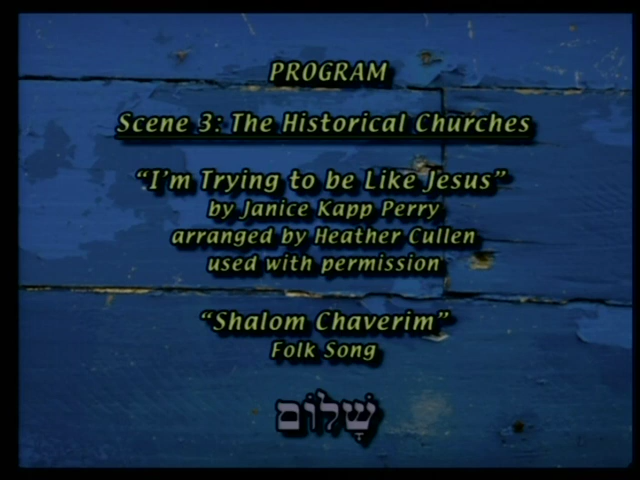 PROGRAM
Scene 3: The Historical Churches
“I’m Trying to be Like Jesus”
by Janice Kapp Perry
arranged by Heather Cullen
used with permission
“Shalom Chaverim”
Folk Song
שָׁלוֹם